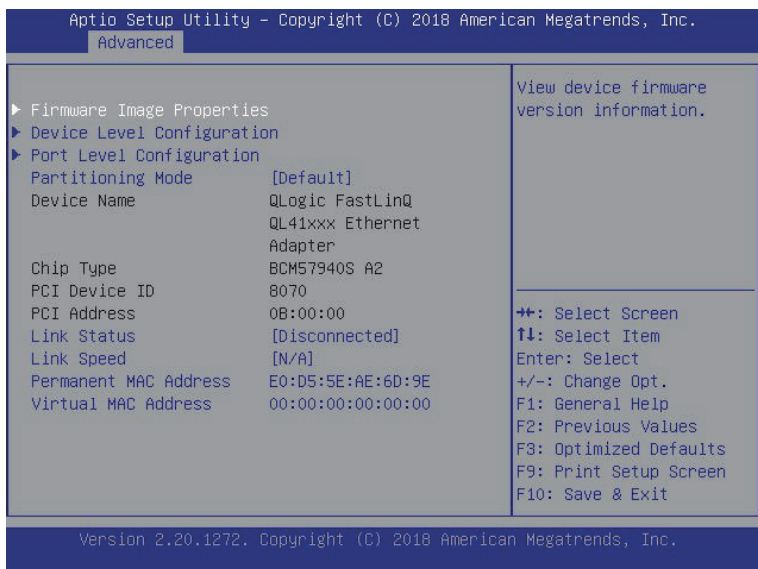 Aptio Setup Utility – Copyright (C) 2018 American Megatrends, Inc.
Advanced
▶ Firmware Image Properties
▶ Device Level Configuration
▶ Port Level Configuration
Partitioning Mode [Default]
Device Name QLogic FastLinQ
QL41xxx Ethernet
Adapter
Chip Type BCM57940S A2
PCI Device ID 8070
PCI Address 0B:00:00
Link Status [Disconnected]
Link Speed [N/A]
Permanent MAC Address E0:D5:5E:AE:6D:9E
Virtual MAC Address 00:00:00:00:00:00
View device firmware
version information.
→←: Select Screen
↑↓: Select Item
Enter: Select
+/-: Change Opt.
F1: General Help
F2: Previous Values
F3: Optimized Defaults
F9: Print Setup Screen
F10: Save & Exit
Version 2.20.1272. Copyright (C) 2018 American Megatrends, Inc.